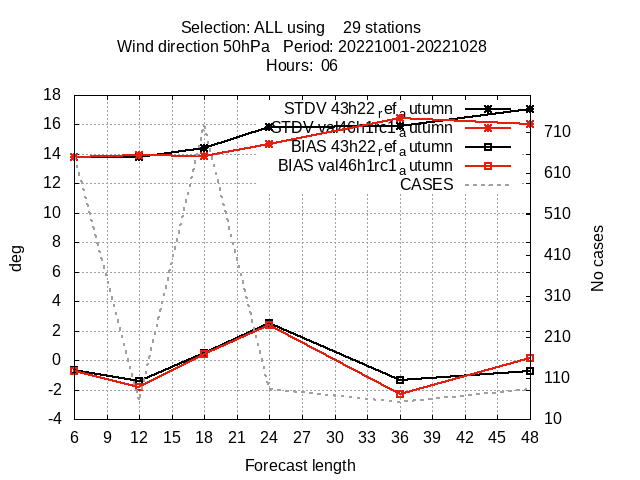 Selection: ALL using    29 stations
Wind direction 50hPa   Period: 20221001-20221028
Hours:  06
STDV 43h22_ref_autumn
STDV val46h1rc1_autumn
BIAS 43h22_ref_autumn
BIAS val46h1rc1_autumn
CASES
18
16
14
12
10
8
6
4
2
0
-2
-4
deg
710
610
510
410
310
210
110
10
No cases
6 9 12 15 18 21 24 27 30 33 36 39 42 45 48
Forecast length